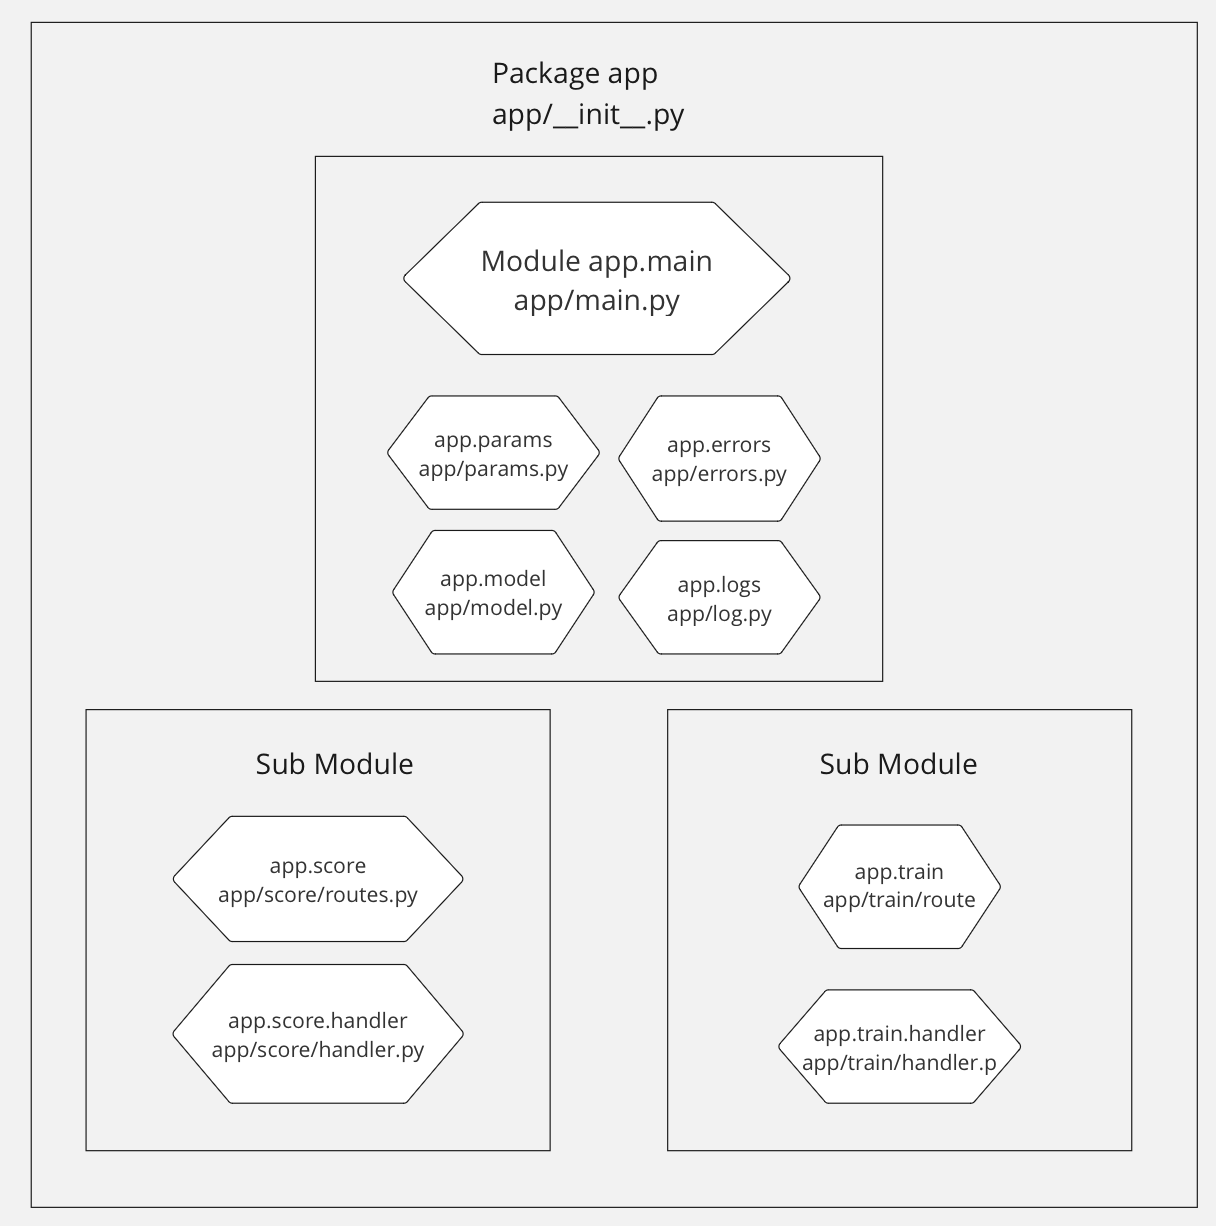 Package app
app/__init__.py
Module app.main
app/main.py
app.params
app/params.py
app.errors
app/errors.py
app.model
app/model.py
app.logs
app/log.py
Sub Module
app.score
app/score/routes.py
app.score.handler
app/score/handler.py
Sub Module
app.train
app/train/route
app.train.handler
app/train/handler.p